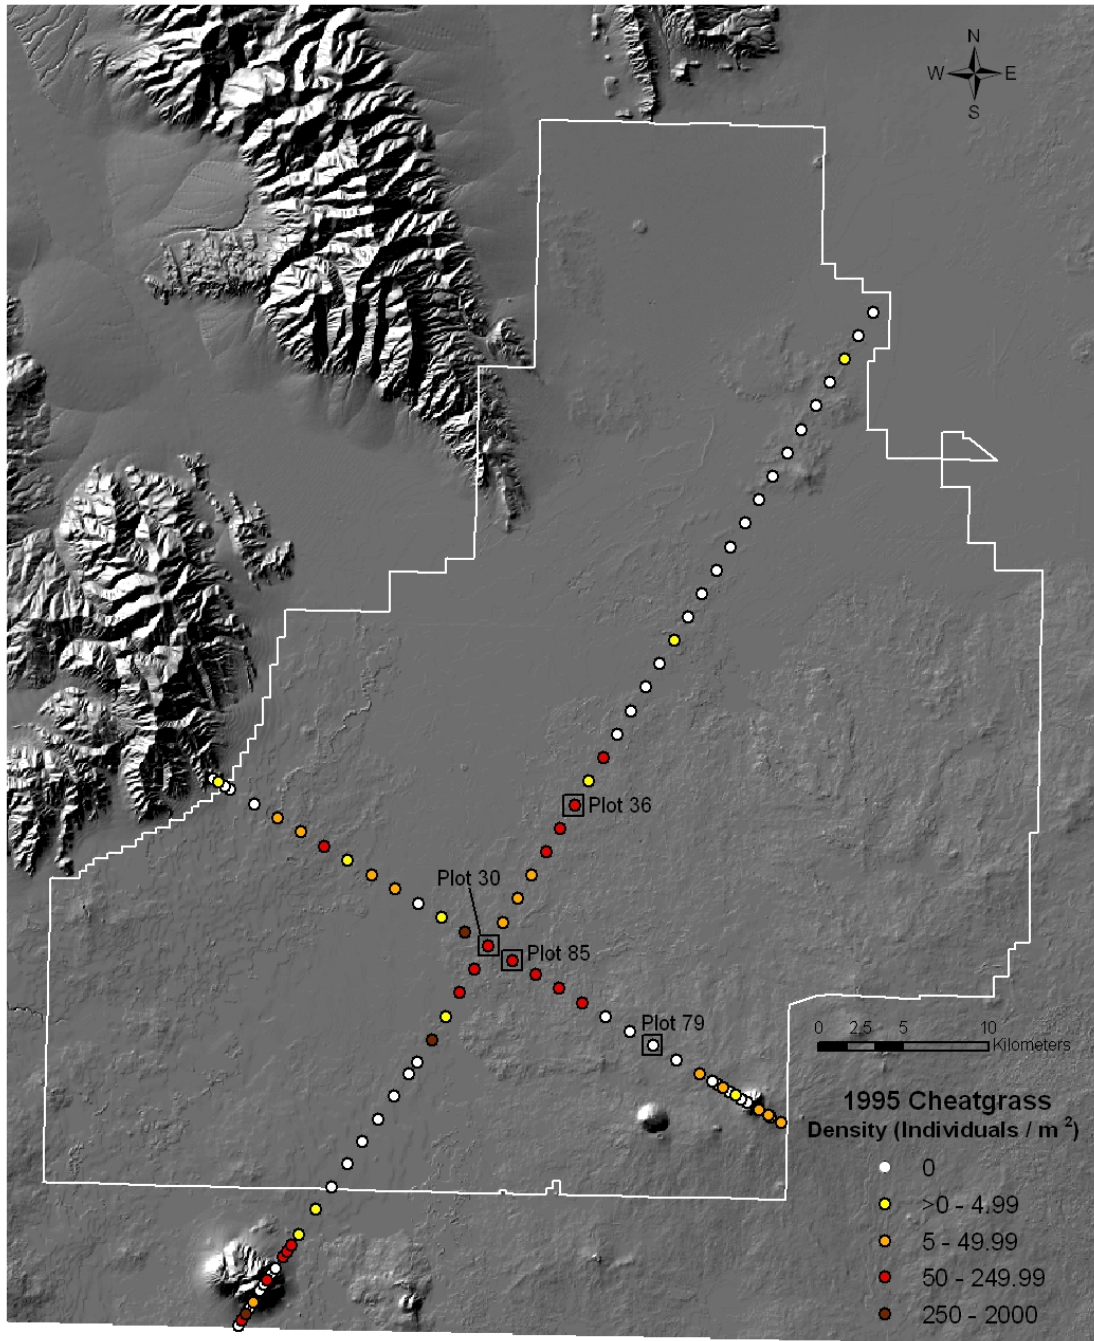 N
W E
S
Plot 36
Plot 30
Plot 85
Plot 79
0 2.5 5 10
Kilometers
1995 Cheatgrass
Density (Individuals / m²)
0
>0 - 4.99
5 - 49.99
50 - 249.99
250 - 2000